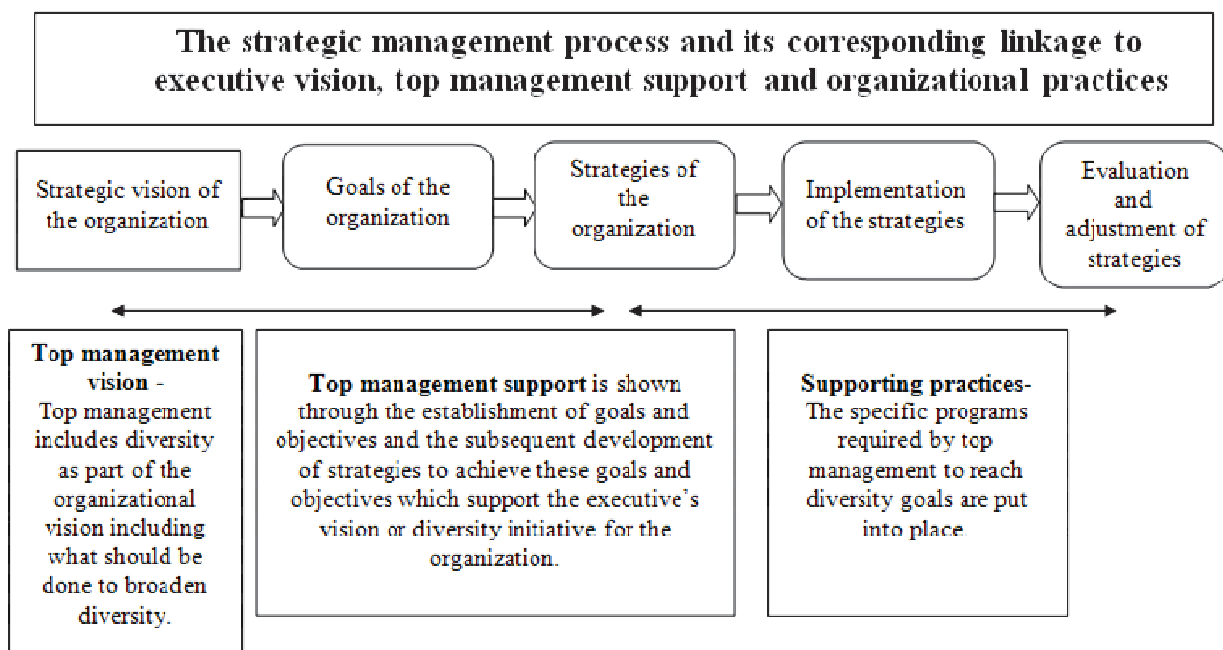 The strategic management process and its corresponding linkage to
executive vision, top management support and organizational practices
Strategic vision of
the organization
Goals of the
organization
Strategies of
the
organization
Implementation
of the strategies
Evaluation
and
adjustment of
strategies
Top management
vision -
Top management
includes diversity
as part of the
organizational
vision including
what should be
done to broaden
diversity.
Top management support is shown
through the establishment of goals and
objectives and the subsequent development
of strategies to achieve these goals and
objectives which support the executive’s
vision or diversity initiative for the
organization.
Supporting practices-
The specific programs
required by top
management to reach
diversity goals are put
into place